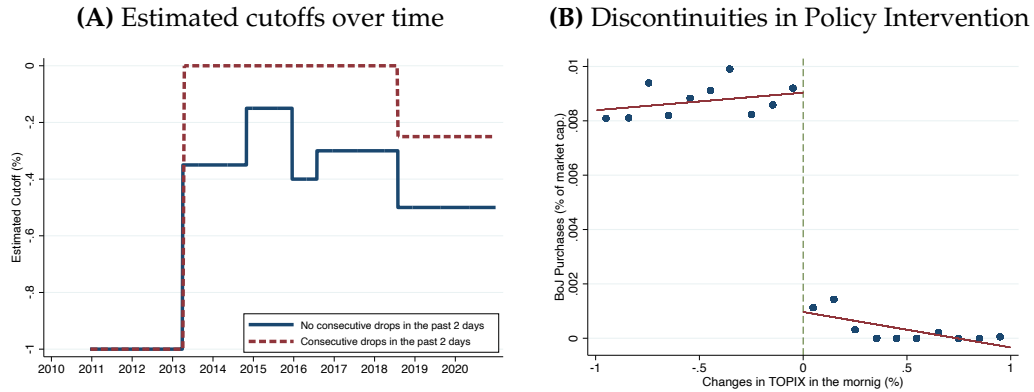 (A) Estimated cutoffs over time
Estimated Cutoff (%)
0
-.2
-.4
-.6
-.8
-1
2010 2011 2012 2013 2014 2015 2016 2017 2018 2019 2020
No consecutive drops in the past 2 days
Consecutive drops in the past 2 days
(B) Discontinuities in Policy Intervention
BoJ Purchases (% of market cap.)
.01
.008
.006
.004
.002
0
-1 -.5 0 .5 1
Changes in TOPIX in the mornig (%)